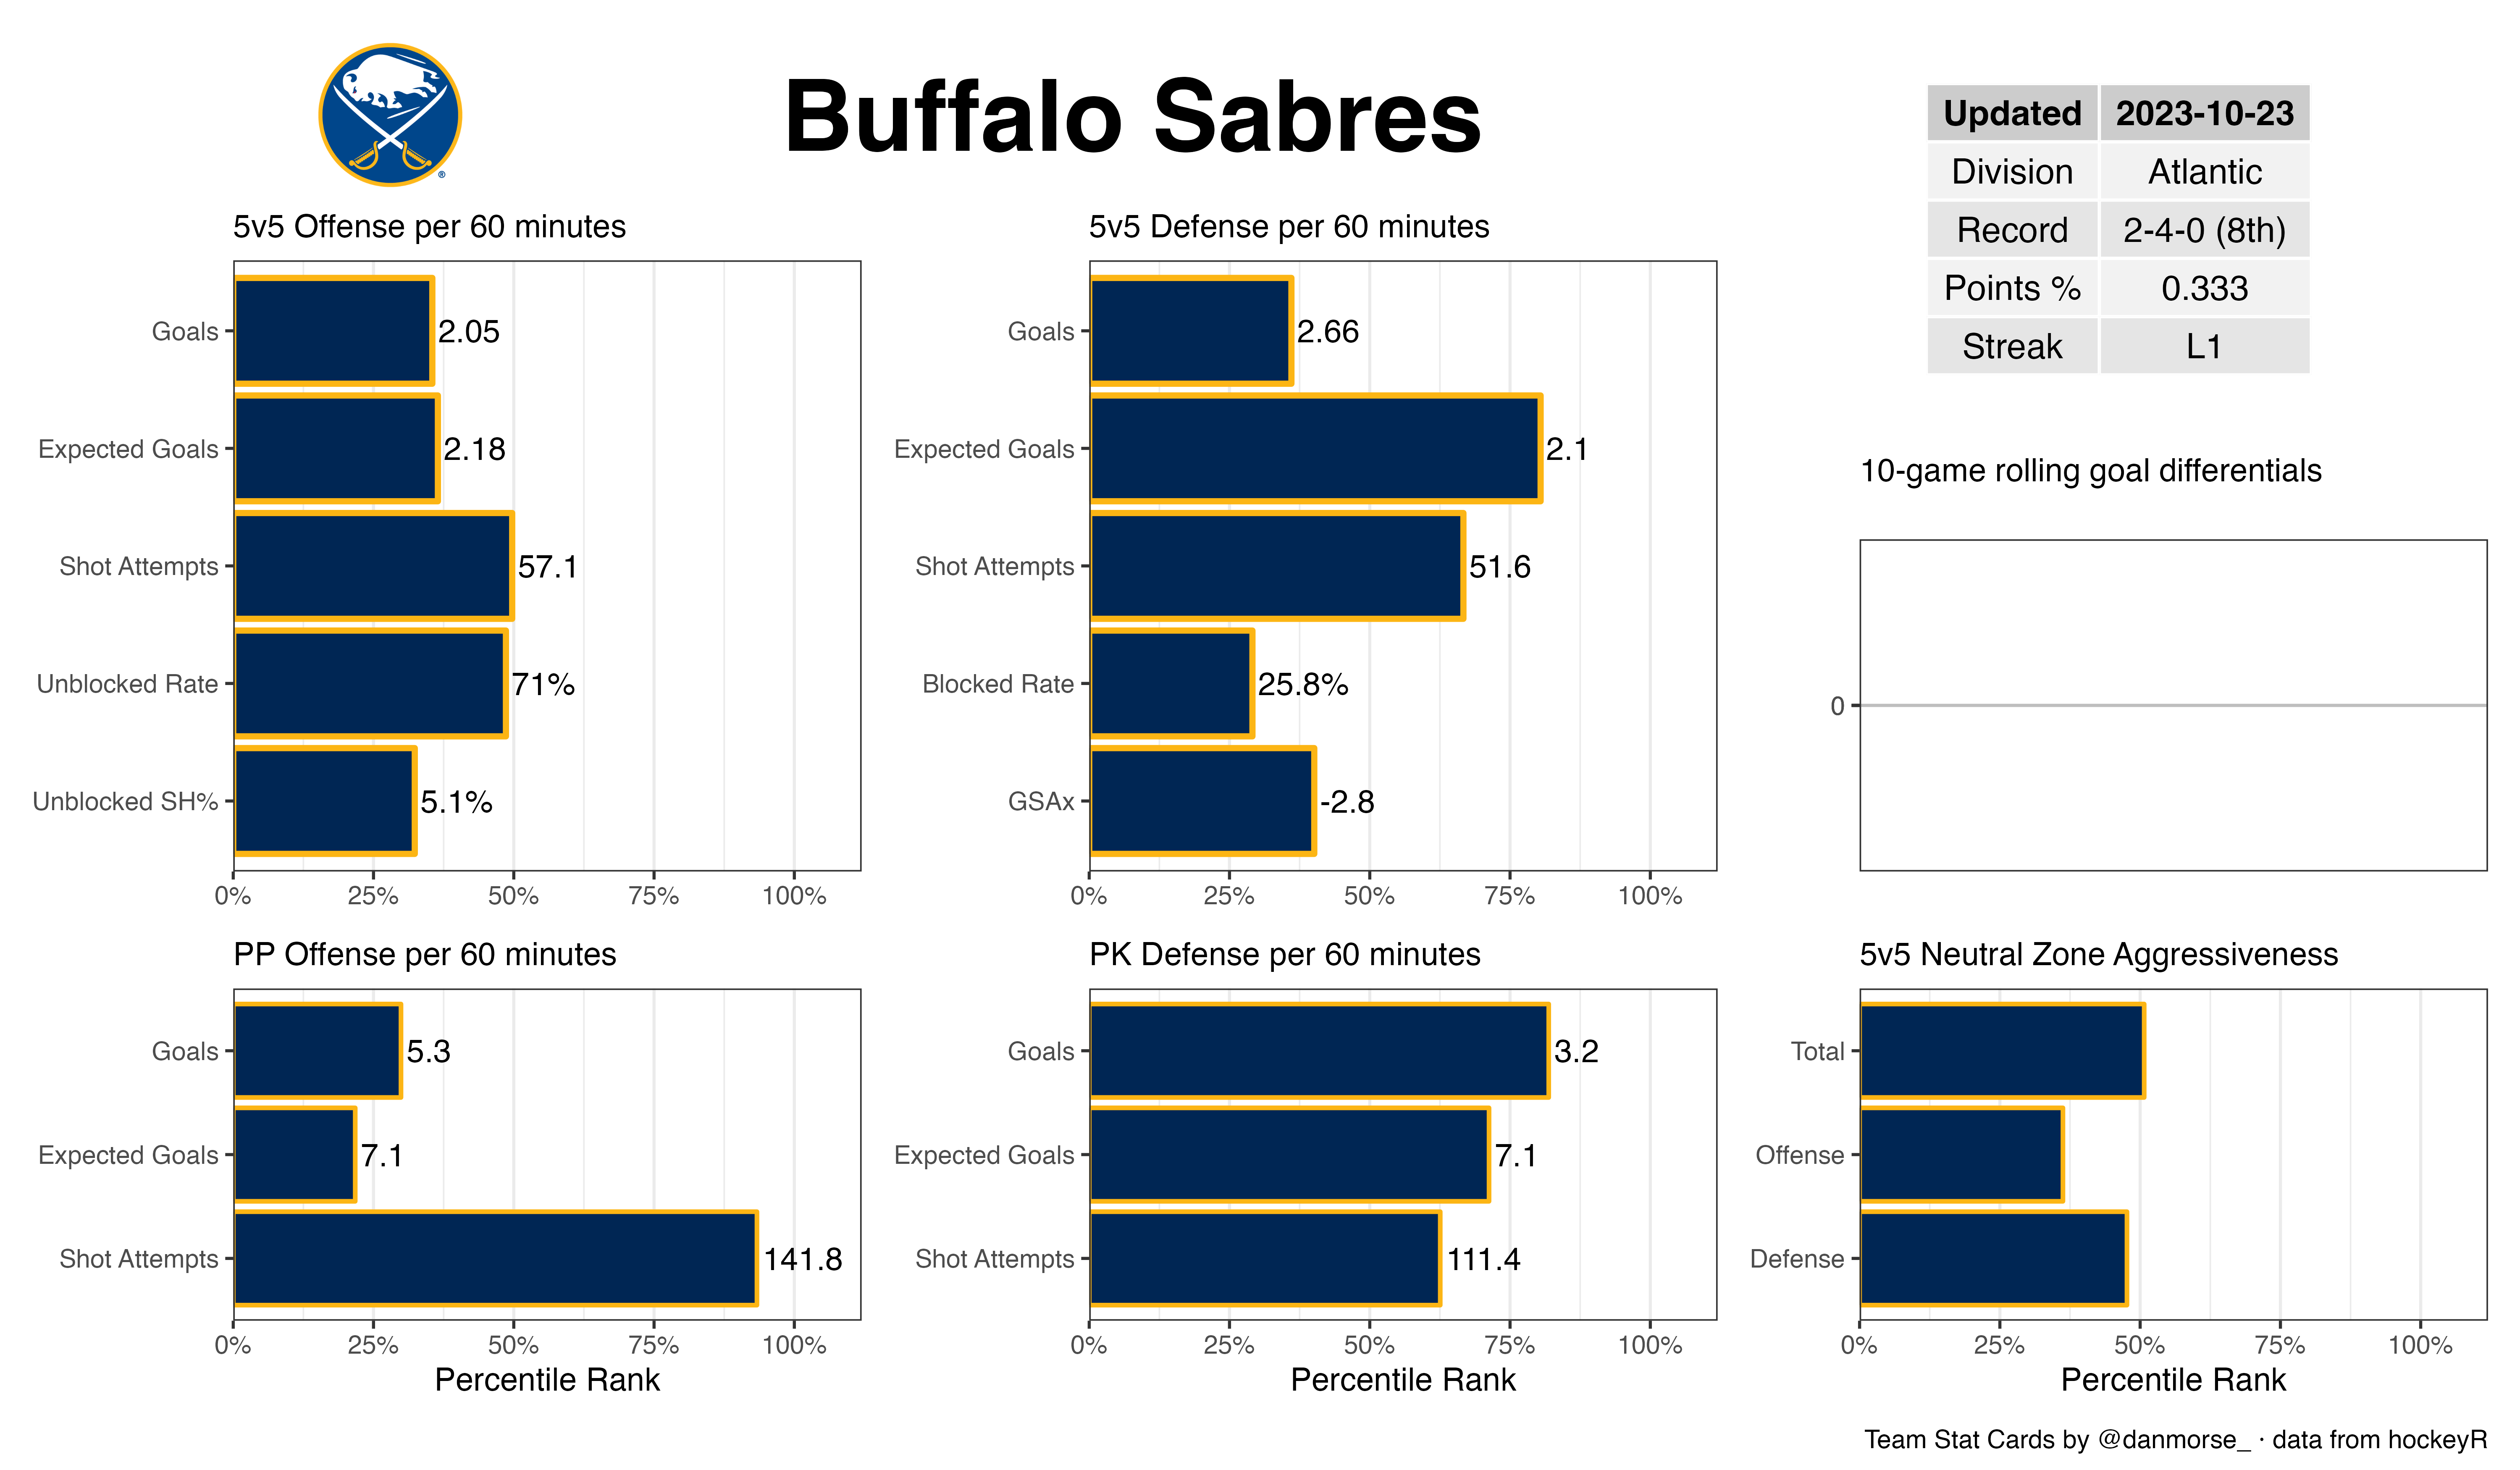 Buffalo Sabres
®
Updated 2023-10-23
Division Atlantic
Record 2-4-0 (8th)
Points % 0.333
Streak L1
5v5 Offense per 60 minutes
Goals 2.05
Expected Goals 2.18
Shot Attempts 57.1
Unblocked Rate 71%
Unblocked SH% 5.1%
0% 25% 50% 75% 100%
5v5 Defense per 60 minutes
Goals 2.66
Expected Goals 2.1
Shot Attempts 51.6
Blocked Rate 25.8%
GSAx -2.8
0% 25% 50% 75% 100%
10-game rolling goal differentials
0
PP Offense per 60 minutes
Goals 5.3
Expected Goals 7.1
Shot Attempts 141.8
0% 25% 50% 75% 100%
Percentile Rank
PK Defense per 60 minutes
Goals 3.2
Expected Goals 7.1
Shot Attempts 111.4
0% 25% 50% 75% 100%
Percentile Rank
5v5 Neutral Zone Aggressiveness
Total
Offense
Defense
0% 25% 50% 75% 100%
Percentile Rank
Team Stat Cards by @danmorse_ · data from hockeyR